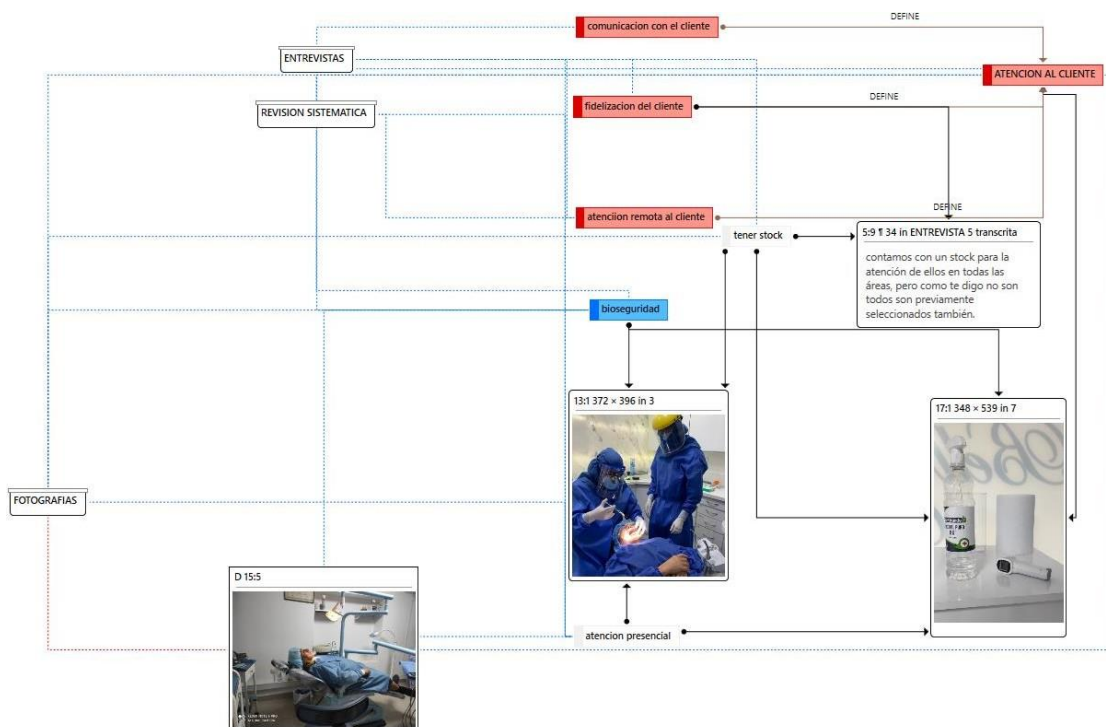 comunicacion con el cliente
DEFINE
ENTREVISTAS
ATENCION AL CLIENTE
REVISION SISTEMATICA
fidelizacion del cliente
DEFINE
atenciion remota al cliente
DEFINE
tener stock
5:9 ¶ 34 in ENTREVISTA 5 transcrita
contamos con un stock para la
atención de ellos en todas las
áreas, pero como te digo no son
todos son previamente
seleccionados también.
bioseguridad
13:1 372 × 396 in 3
17:1 348 × 539 in 7
FOTOGRAFIAS
D 15:5
atencion presencial